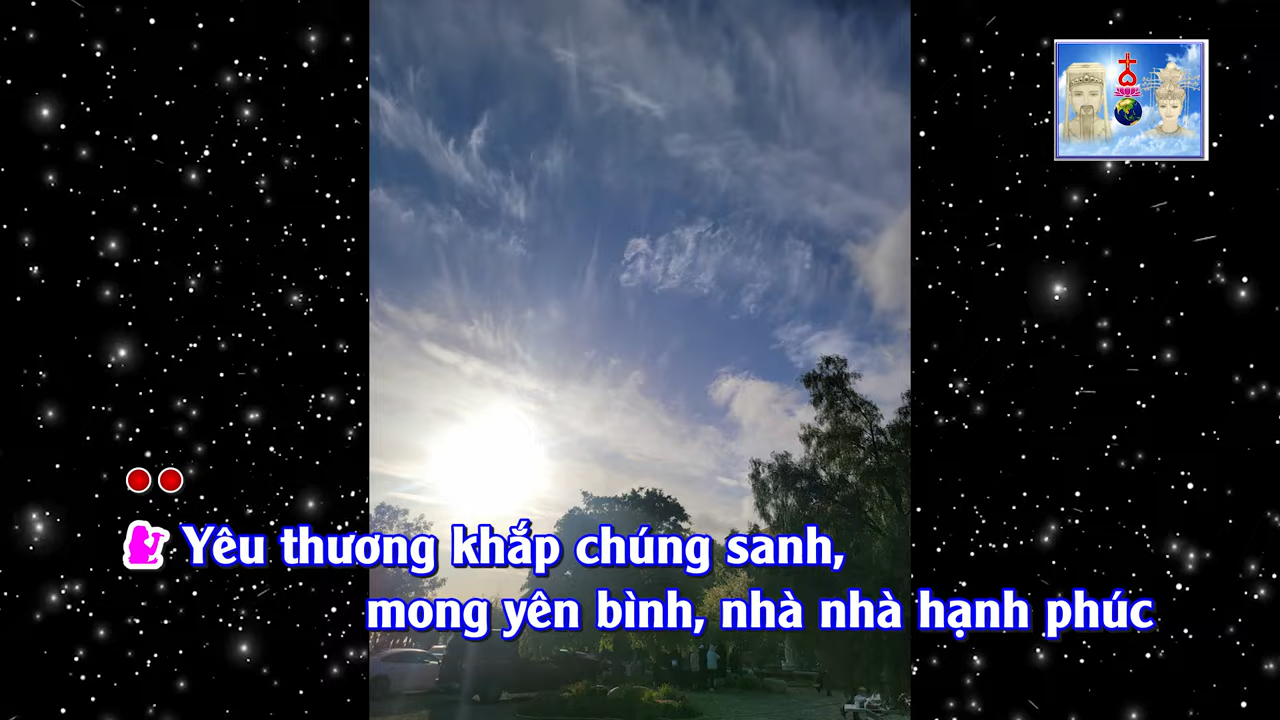 Yêu thương khắp chúng sanh,
mong yên bình, nhà nhà hạnh phúc